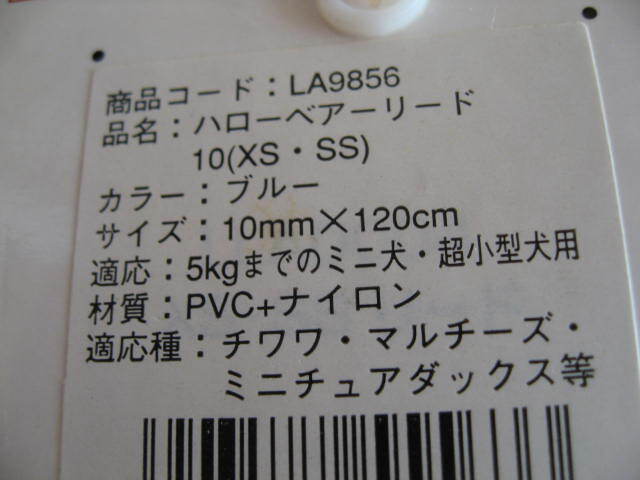 商品コード：LA9856
品名：ハローベアーリード
10(XS・SS)
カラー：ブルー
サイズ：10mm×120cm
適応：5kgまでのミニ犬・超小型犬用
材質：PVC+ナイロン
適応種：チワワ・マルチーズ・
ミニチュアダックス等